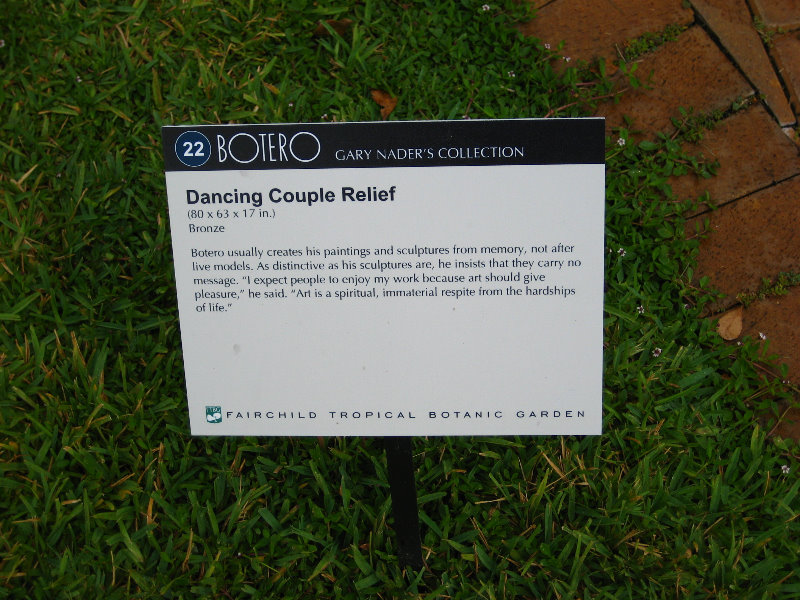 22 BOTERO GARY NADER'S COLLECTION
Dancing Couple Relief
(80 x 63 x 17 in.)
Bronze
Botero usually creates his paintings and sculptures from memory, not after
live models. As distinctive as his sculptures are, he insists that they carry no
message. “I expect people to enjoy my work because art should give
pleasure,” he said. “Art is a spiritual, immaterial respite from the hardships
of life.”
FAIRCHILD TROPICAL BOTANIC GARDEN